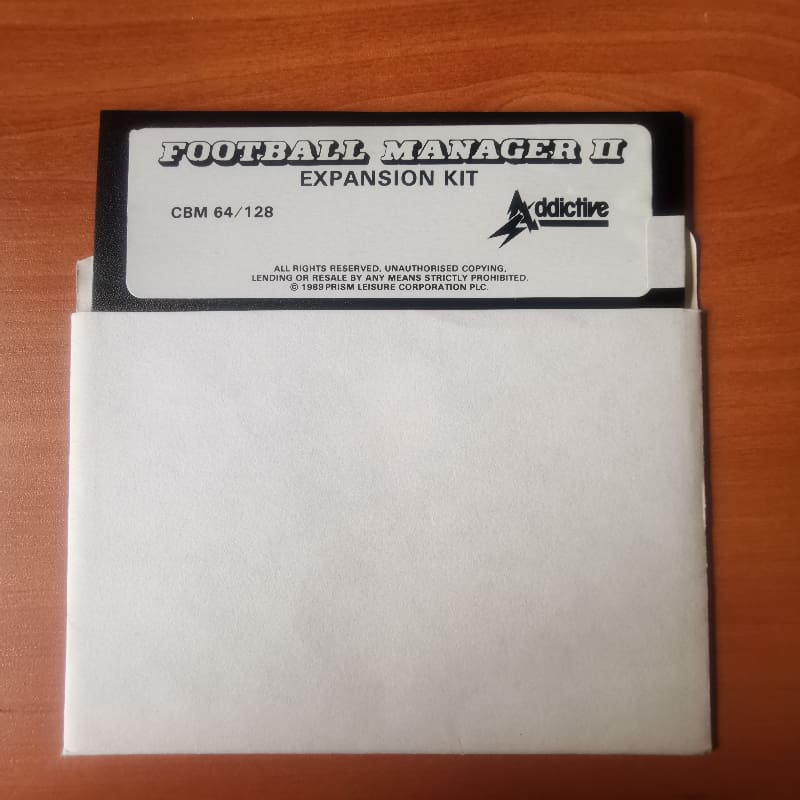 FOOTBALL MANAGER II
EXPANSION KIT
CBM 64/128
Addictive
ALL RIGHTS RESERVED. UNAUTHORISED COPYING,
LENDING OR RESALE BY ANY MEANS STRICTLY PROHIBITED.
© 1989 PRISM LEISURE CORPORATION PLC.